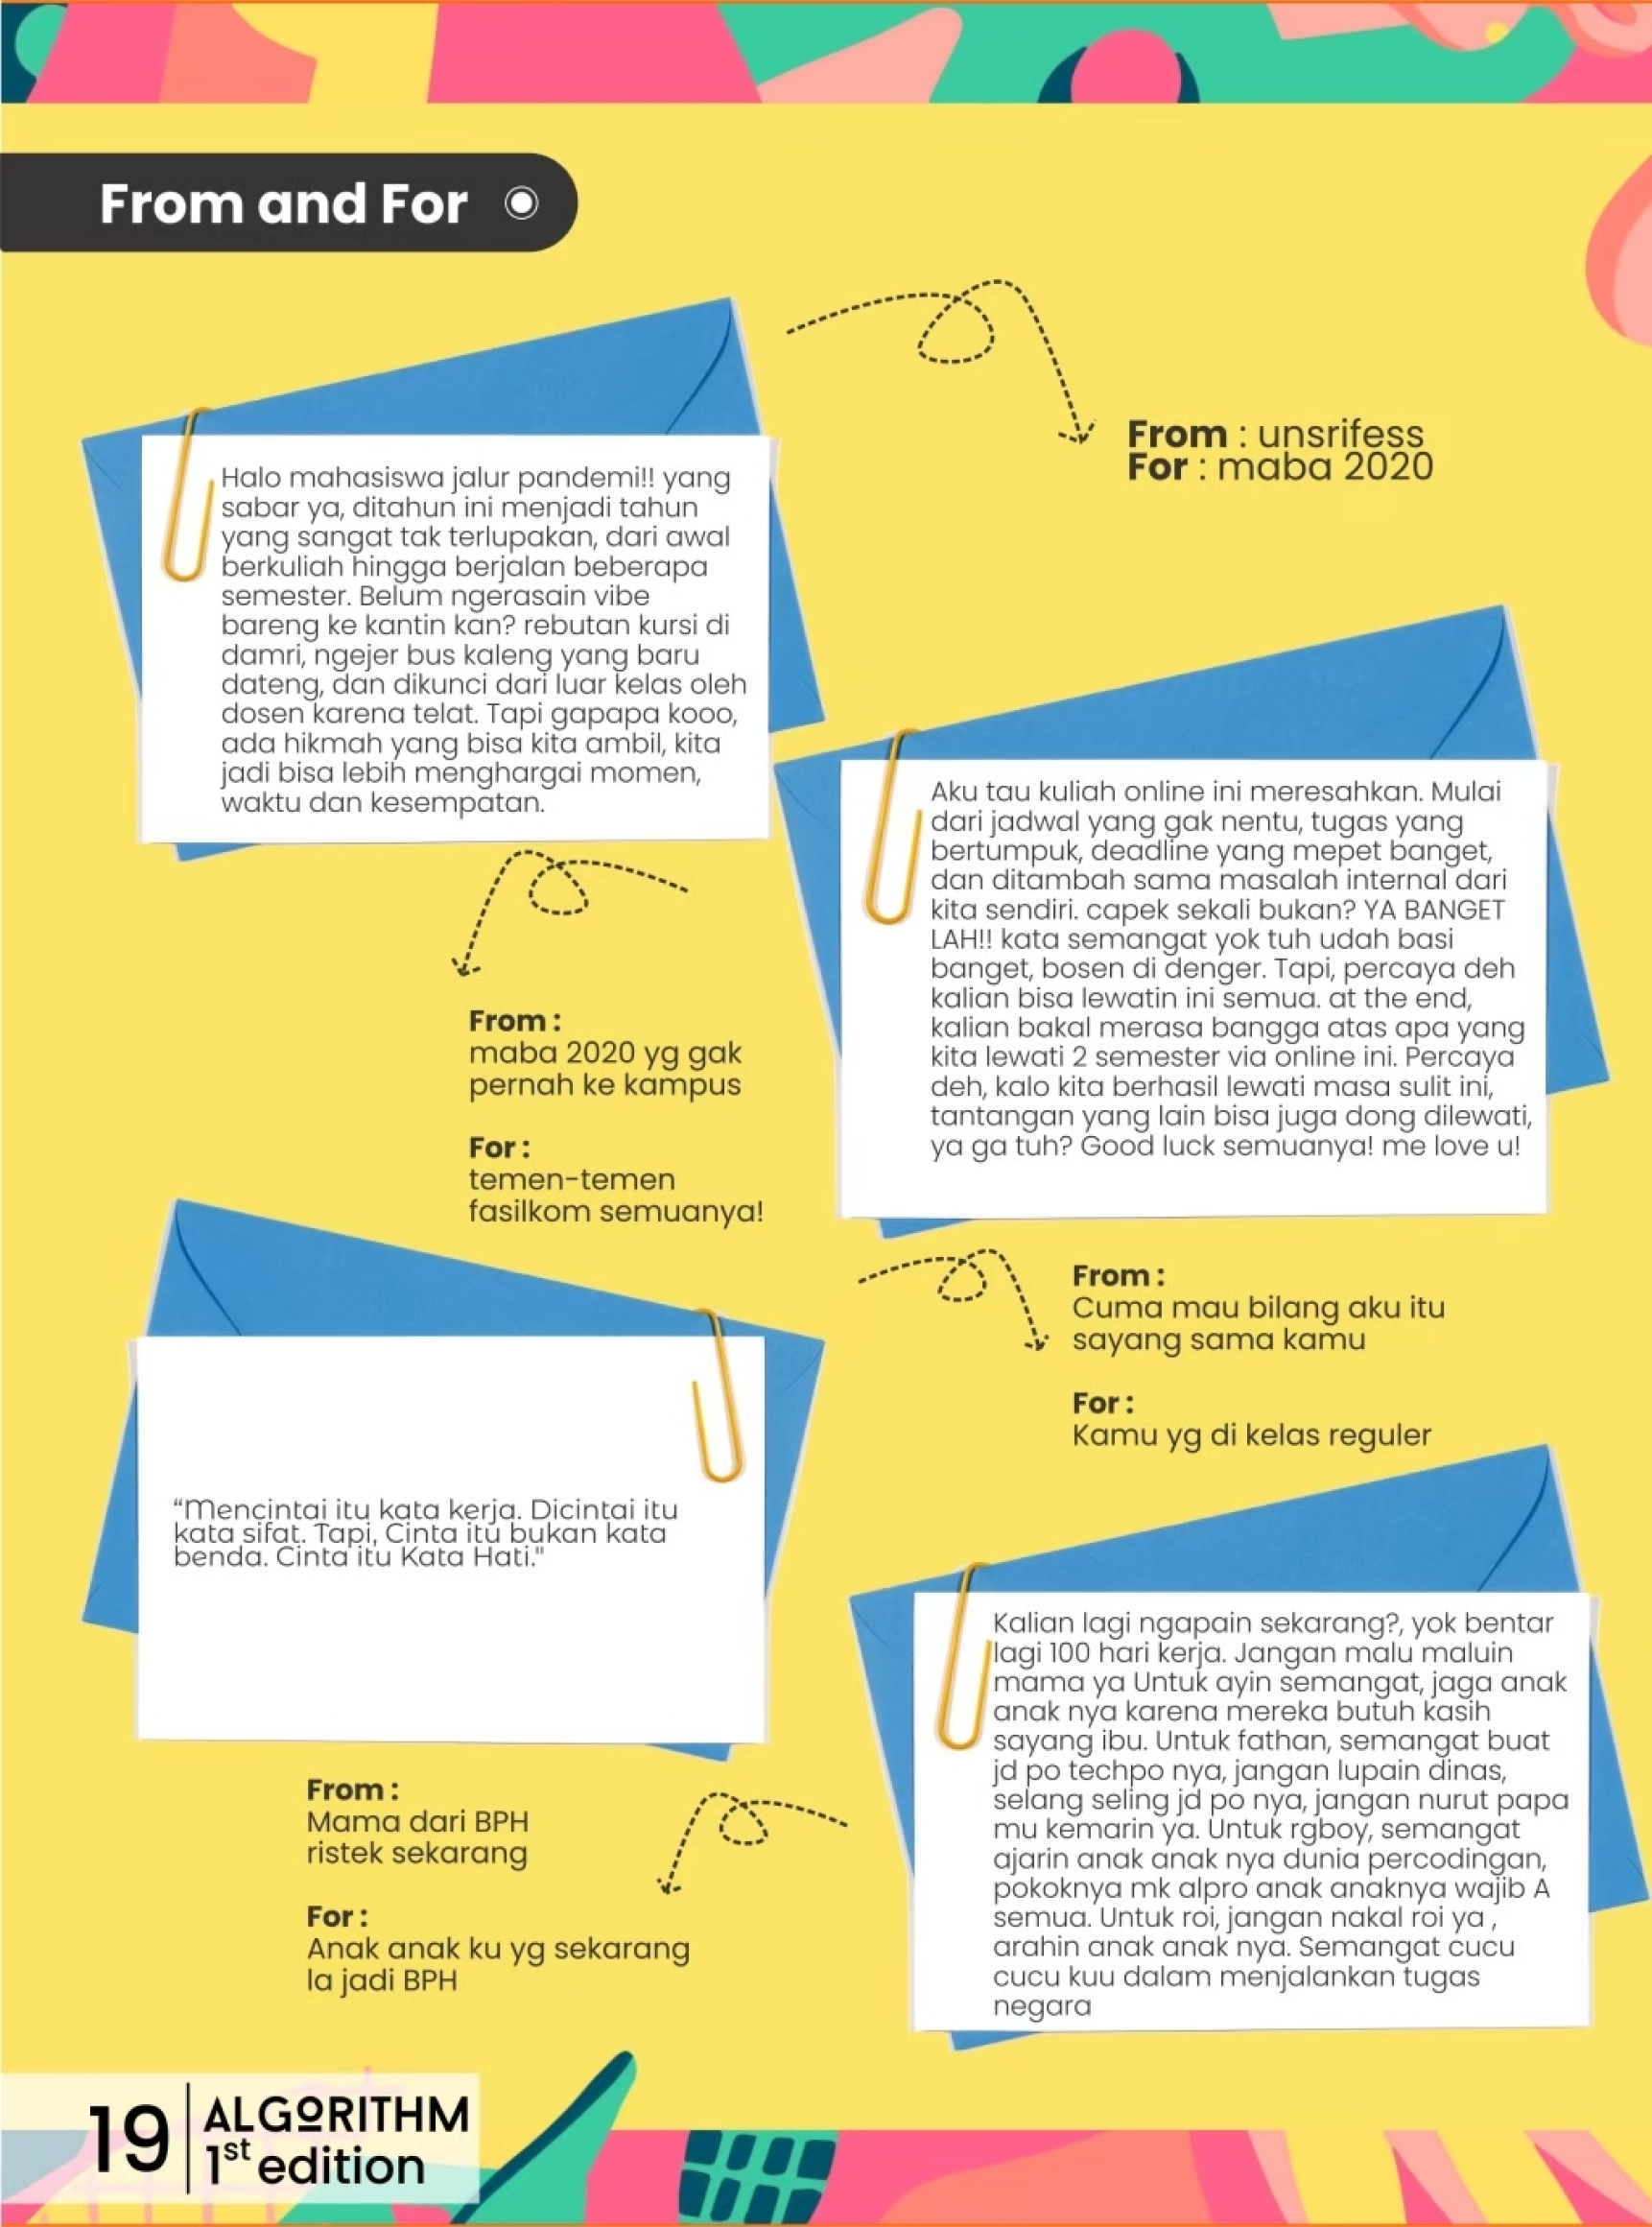 From and For
Halo mahasiswa jalur pandemi!! yang
sabar ya, ditahun ini menjadi tahun
yang sangat tak terlupakan, dari awal
berkuliah hingga berjalan beberapa
semester. Belum ngerasain vibe
bareng ke kantin kan? rebutan kursi di
damri, ngejer bus kaleng yang baru
dateng, dan dikunci dari luar kelas oleh
dosen karena telat. Tapi gapapa kooo,
ada hikmah yang bisa kita ambil, kita
jadi bisa lebih menghargai momen,
waktu dan kesempatan.
From : unsrifess
For : maba 2020
Aku tau kuliah online ini meresahkan. Mulai
dari jadwal yang gak nentu, tugas yang
bertumpuk, deadline yang mepet banget,
dan ditambah sama masalah internal dari
kita sendiri. capek sekali bukan? YA BANGET
LAH!! kata semangat yok tuh udah basi
banget, bosen di denger. Tapi, percaya deh
kalian bisa lewatin ini semua. at the end,
kalian bakal merasa bangga atas apa yang
kita lewati 2 semester via online ini. Percaya
deh, kalo kita berhasil lewati masa sulit ini,
tantangan yang lain bisa juga dong dilewati,
ya ga tuh? Good luck semuanya! me love u!
From :
maba 2020 yg gak
pernah ke kampus
For :
temen-temen
fasilkom semuanya!
"Mencintai itu kata kerja. Dicintai itu
kata sifat. Tapi, Cinta itu bukan kata
benda. Cinta itu Kata Hati."
From :
Cuma mau bilang aku itu
sayang sama kamu
For :
Kamu yg di kelas reguler
Kalian lagi ngapain sekarang?, yok bentar
lagi 100 hari kerja. Jangan malu maluin
mama ya Untuk ayin semangat, jaga anak
anak nya karena mereka butuh kasih
sayang ibu. Untuk fathan, semangat buat
jd po techpo nya, jangan lupain dinas,
selang seling jd po nya, jangan nurut papa
mu kemarin ya. Untuk rgboy, semangat
ajarin anak anak nya dunia percodingan,
pokoknya mk alpro anak anaknya wajib A
semua. Untuk roi, jangan nakal roi ya ,
arahin anak anak nya. Semangat cucu
cucu kuu dalam menjalankan tugas
negara
From :
Mama dari BPH
ristek sekarang
For :
Anak anak ku yg sekarang
la jadi BPH
19
ALGORITHM
1st edition